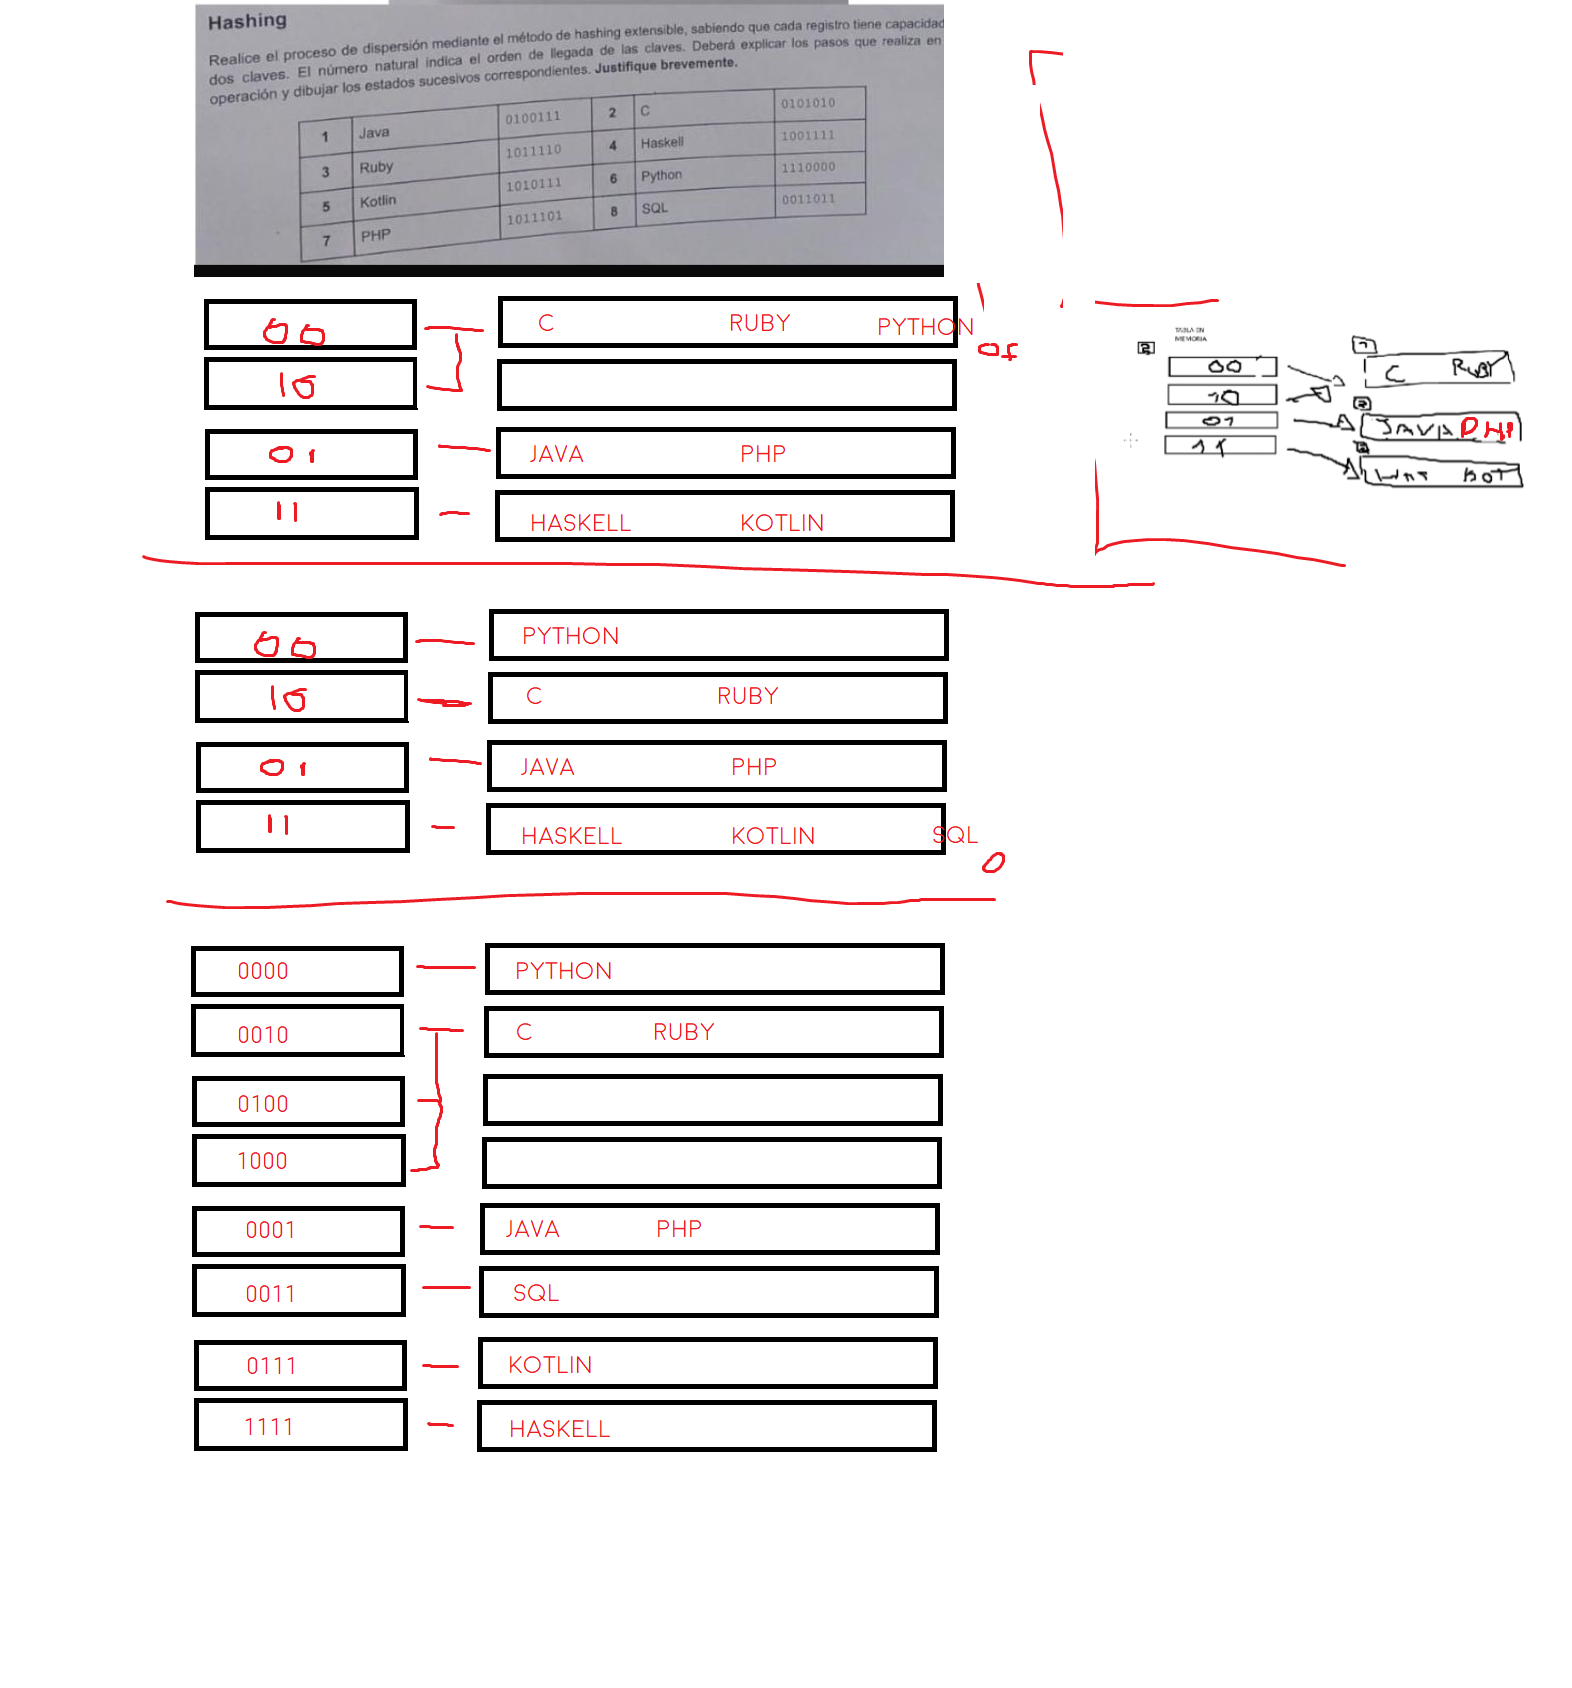 Hashing
Realice el proceso de dispersión mediante el método de hashing extensible, sabiendo que cada registro tiene capacidad
dos claves. El número natural indica el orden de llegada de las claves. Deberá explicar los pasos que realiza en
operación y dibujar los estados sucesivos correspondientes. Justifique brevemente.
1 Java 0100111 2 C 0101010
3 Ruby 1011110 4 Haskell 1001111
5 Kotlin 1010111 6 Python 1110000
7 PHP 1011101 8 SQL 0011011
00 C RUBY PYTHON
OF
10
01 JAVA PHP
11 HASKELL KOTLIN
TABLA EN
MEMORIA
2
00
10
01
11
1
C RUBY
2
JAVA PHP
KOT
00 PYTHON
10 C RUBY
01 JAVA PHP
11 HASKELL KOTLIN SQL
O
0000 PYTHON
0010 C RUBY
0100
1000
0001 JAVA PHP
0011 SQL
0111 KOTLIN
1111 HASKELL